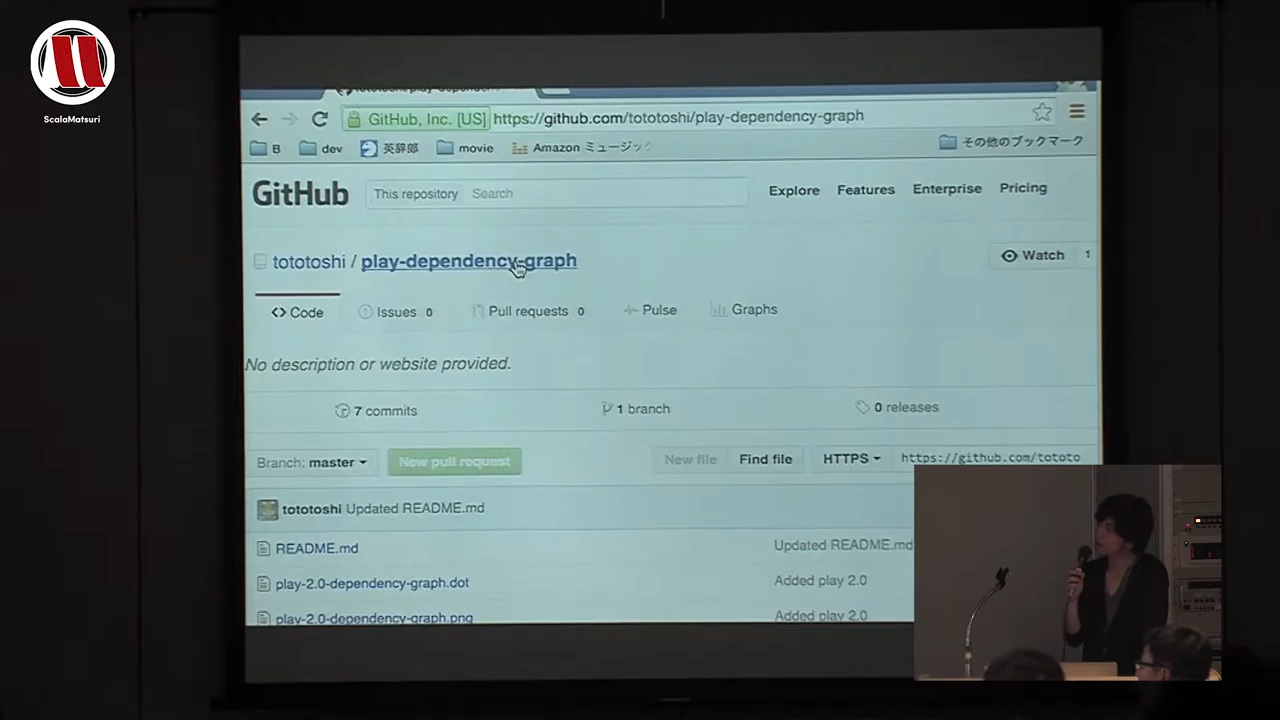 ScalaMatsuri
GitHub, Inc. [US] https://github.com/tototoshi/play-dependency-graph
B dev 英辞郎 movie Amazon ミュージッ その他のブックマーク
GitHub This repository Search Explore Features Enterprise Pricing
tototoshi / play-dependency-graph Watch 1
Code Issues 0 Pull requests 0 Pulse Graphs
No description or website provided.
7 commits 1 branch 0 releases
Branch: master New pull request New file Find file HTTPS https://github.com/tototo
tototoshi Updated README.md
README.md Updated README.md
play-2.0-dependency-graph.dot Added play 2.0
play-2.0-dependency-graph.png Added play 2.0